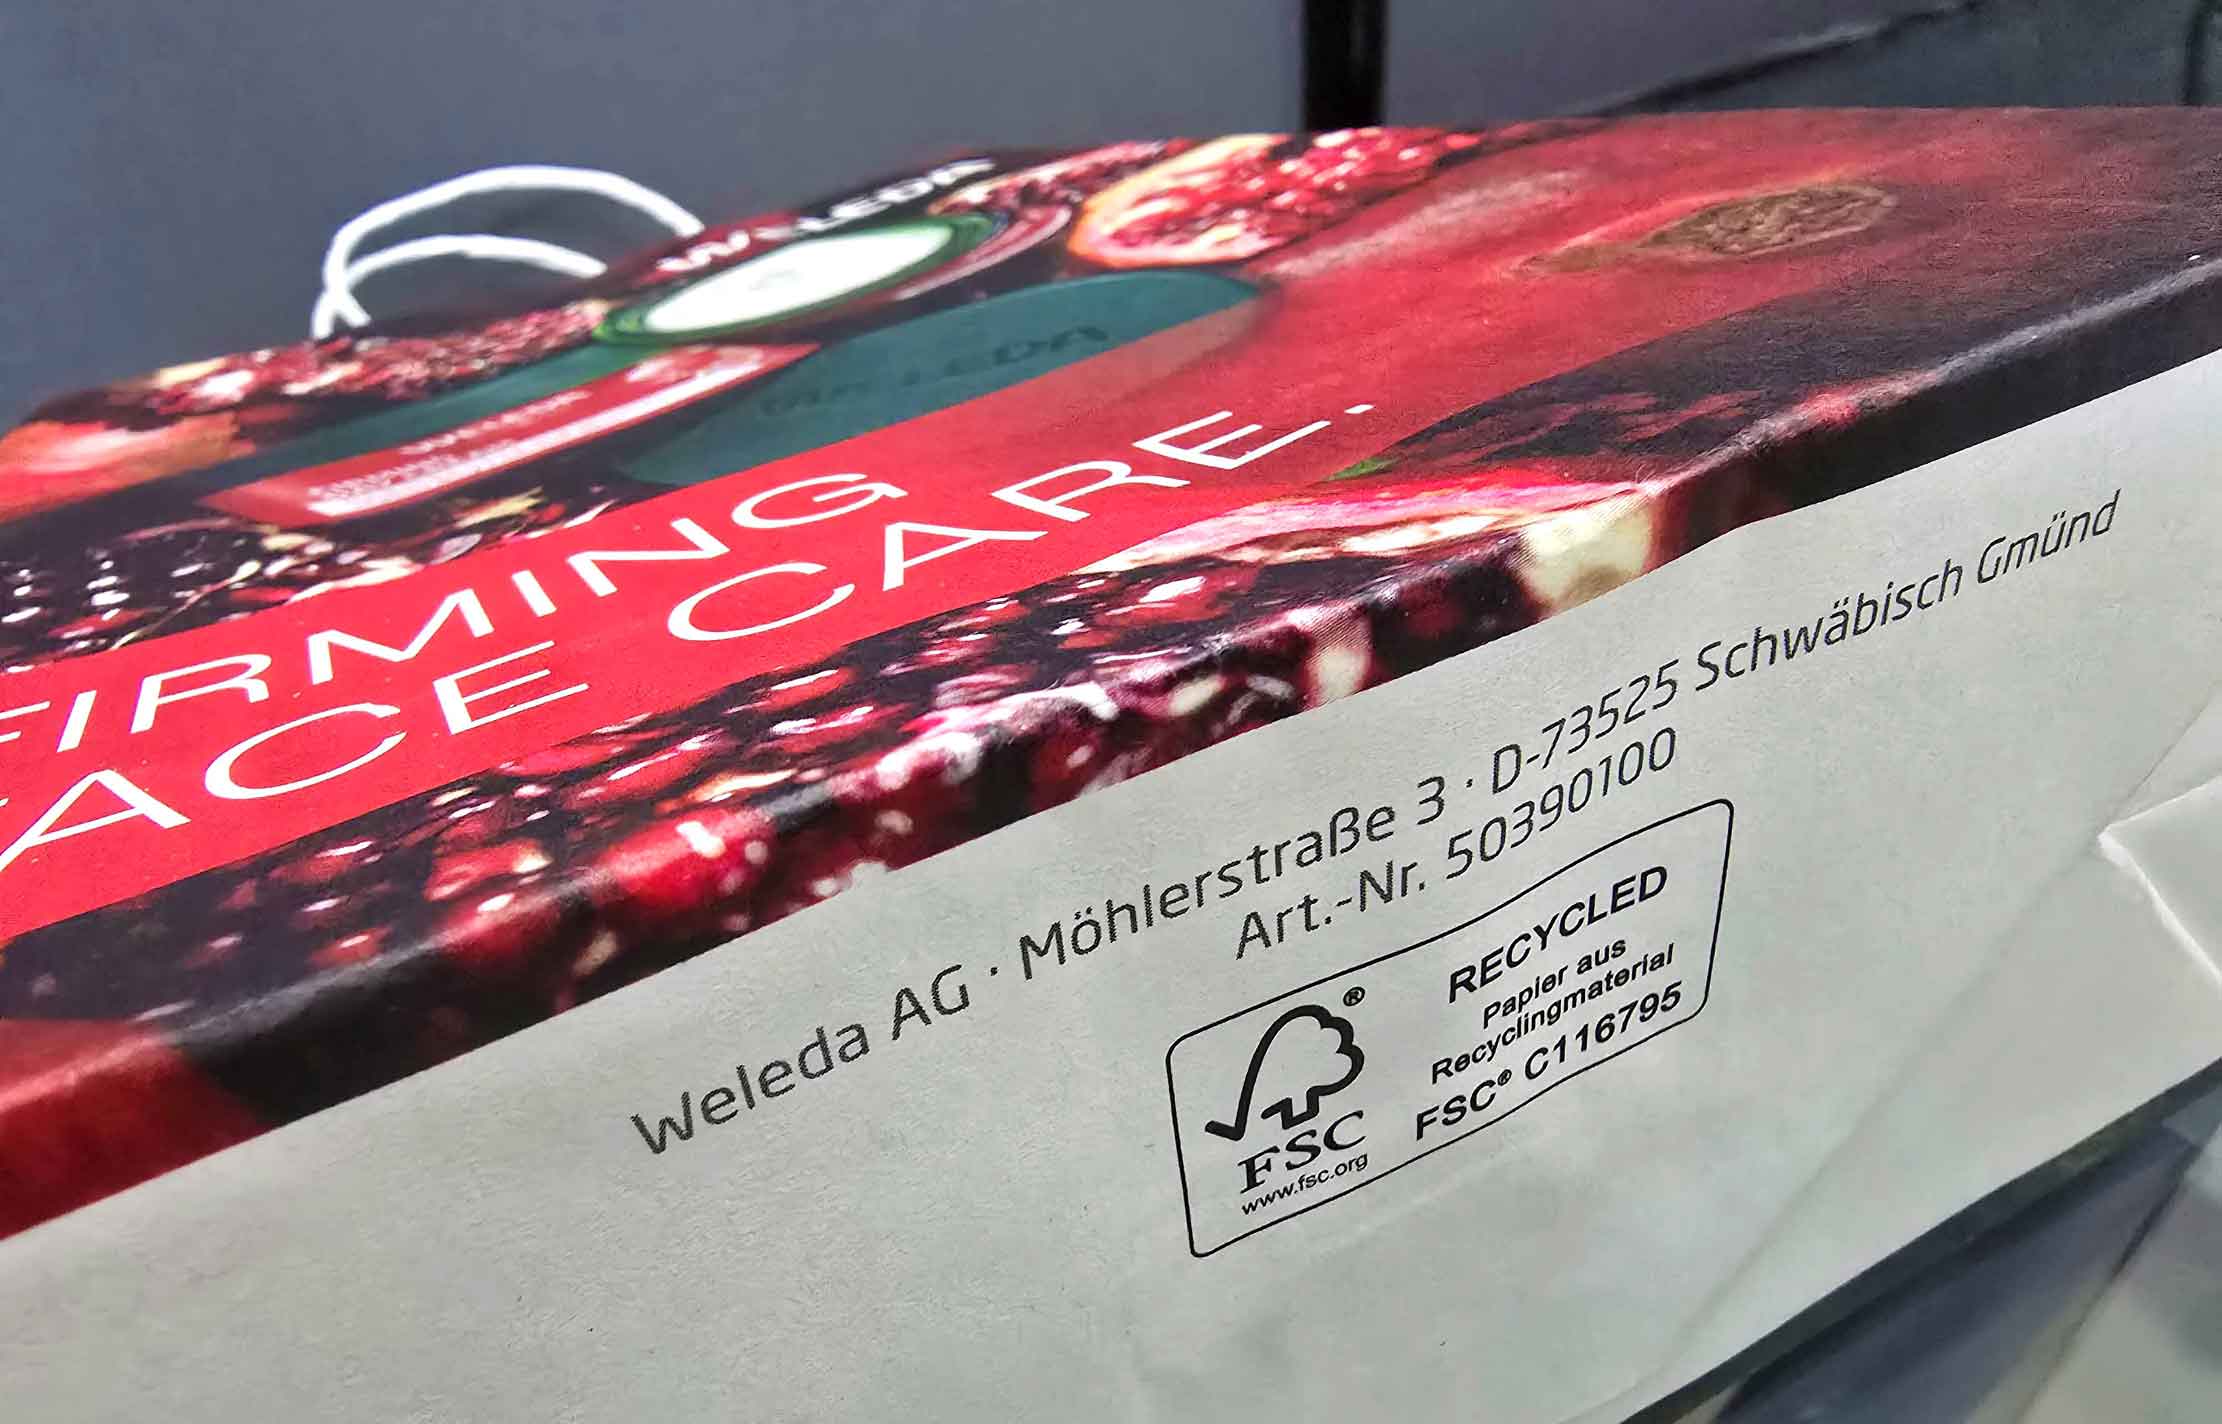 WELEDA
WELEDA
FIRMING
FACE CARE.
Weleda AG · Möhlerstraße 3 · D-73525 Schwäbisch Gmünd
Art.-Nr. 50390100
RECYCLED
Papier aus
Recyclingmaterial
FSC® C116795
®
FSC
www.fsc.org